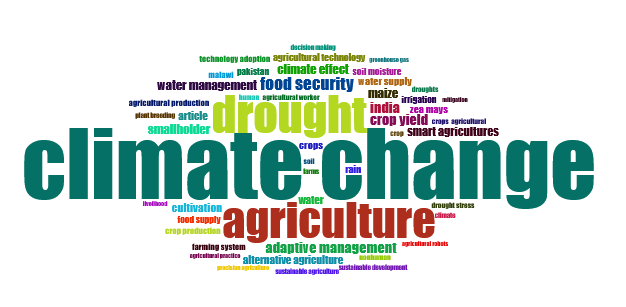 decision making
technology adoption agricultural technology greenhouse gas
malawi pakistan climate effect soil moisture
water management food security water supply
maize droughts
human agricultural worker irrigation mitigation
agricultural production drought india zea mays
plant breeding article crop yield crops agricultural
smallholder crop smart agricultures
climate change
crops
soil rain
farms
livelihood water drought stress
cultivation agriculture climate
food supply
crop production
farming system adaptive management agricultural robots
agricultural practice alternative agriculture nonhuman
precision agriculture sustainable agriculture sustainable development